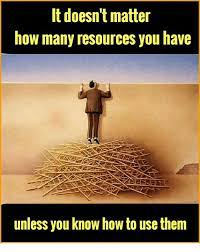 It doesn't matter
how many resources you have
unless you know how to use them